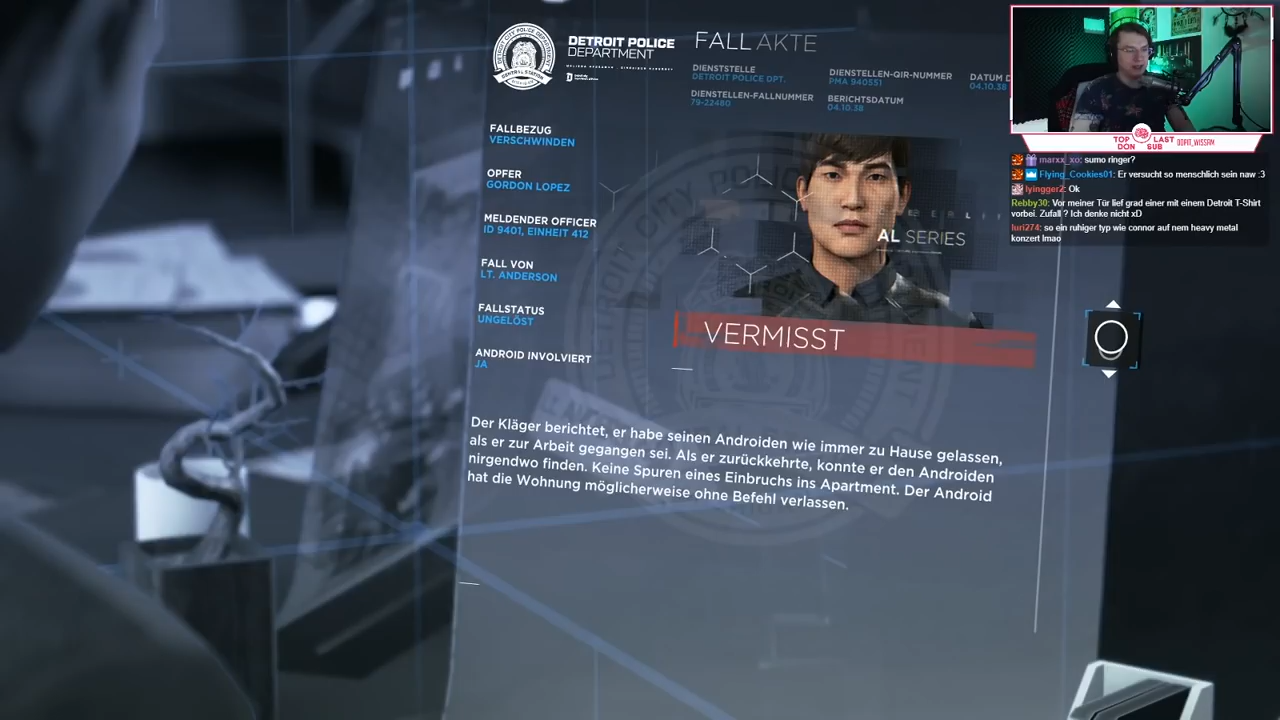 DETROIT POLICE
DEPARTMENT
FALL AKTE
DIENSTSTELLE
DETROIT POLICE DPT.
DIENSTELLEN-QIR-NUMMER
PMA 940551
DATUM D
04.10.38
DIENSTELLEN-FALLNUMMER
79-22480
BERICHTSDATUM
04.10.38
FALLBEZUG
VERSCHWINDEN
OPFER
GORDON LOPEZ
MELDENDER OFFICER
ID 9401, EINHEIT 412
FALL VON
LT. ANDERSON
FALLSTATUS
UNGELÖST
ANDROID INVOLVIERT
JA
AL SERIES
VERMISST
Der Kläger berichtet, er habe seinen Androiden wie immer zu Hause gelassen,
als er zur Arbeit gegangen sei. Als er zurückkehrte, konnte er den Androiden
nirgendwo finden. Keine Spuren eines Einbruchs ins Apartment. Der Android
hat die Wohnung möglicherweise ohne Befehl verlassen.
TOP DON
LAST SUB
marxx_xo: sumo ringer?
Flying_Cookies01: Er versucht so menschlich sein naw :3
lyingger2: Ok
Rebby30: Vor meiner Tür lief grad einer mit einem Detroit T-Shirt
vorbei. Zufall ? Ich denke nicht xD
luri274: so ein ruhiger typ wie connor auf nem heavy metal
konzert lmao